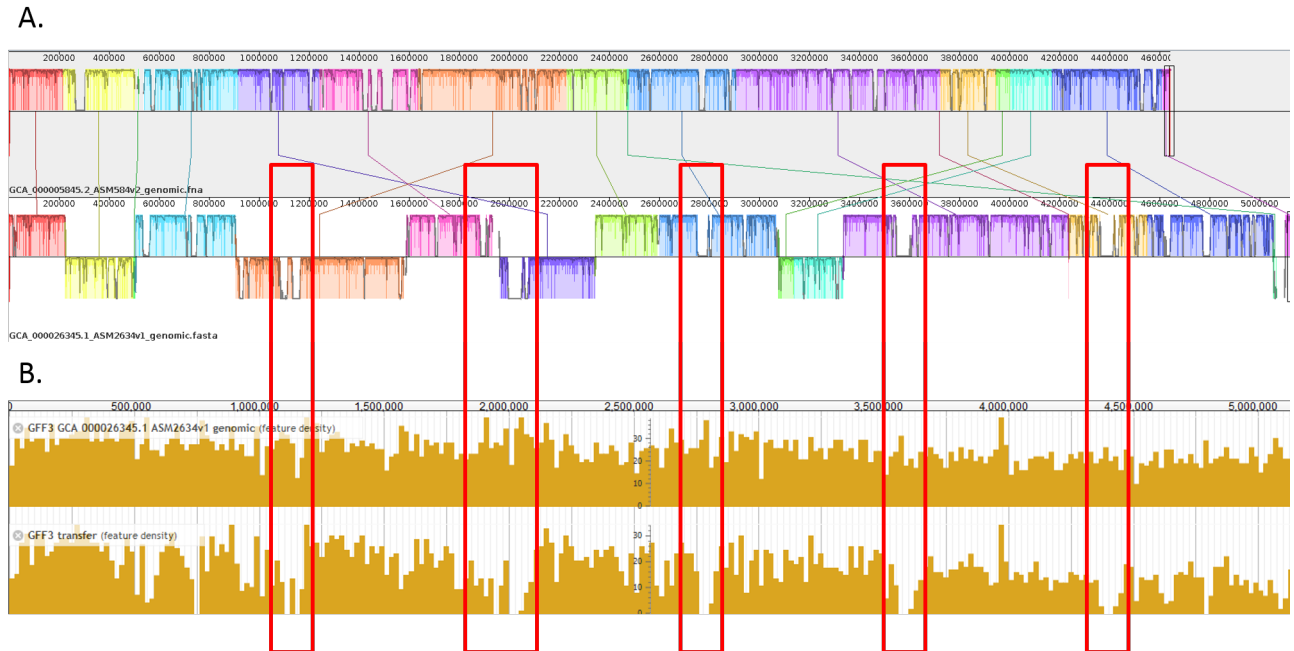 A.
200000 400000 600000 800000 1000000 1200000 1400000 1600000 1800000 2000000 2200000 2400000 2600000 2800000 3000000 3200000 3400000 3600000 3800000 4000000 4200000 4400000 460000
GCA_000005845.2_ASM584v2_genomic.fna
200000 400000 600000 800000 1000000 1200000 1400000 1600000 1800000 2000000 2200000 2400000 2600000 2800000 3000000 3200000 3400000 3600000 3800000 4000000 4200000 4400000 4600000 4800000 5000000
GCA_000026345.1_ASM2634v1_genomic.fasta
B.
0 500,000 1,000,000 1,500,000 2,000,000 2,500,000 3,000,000 3,500,000 4,000,000 4,500,000 5,000,000
GFF3 GCA 000026345.1 ASM2634v1 genomic (feature density)
30
20
10
0
GFF3 transfer (feature density)
30
20
10
0